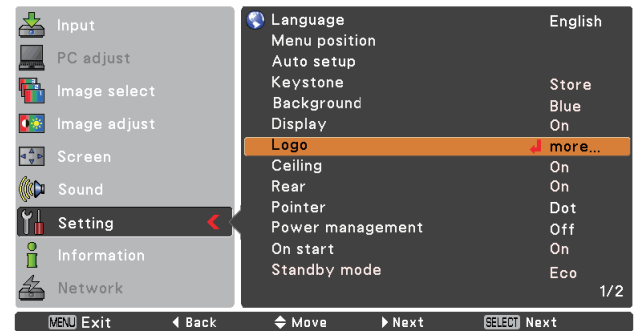 Input
PC adjust
Image select
Image adjust
Screen
Sound
Setting
Information
Network
Language English
Menu position
Auto setup
Keystone Store
Background Blue
Display On
Logo more...
Ceiling On
Rear On
Pointer Dot
Power management Off
On start On
Standby mode Eco
1/2
MENU Exit Back Move Next SELECT Next